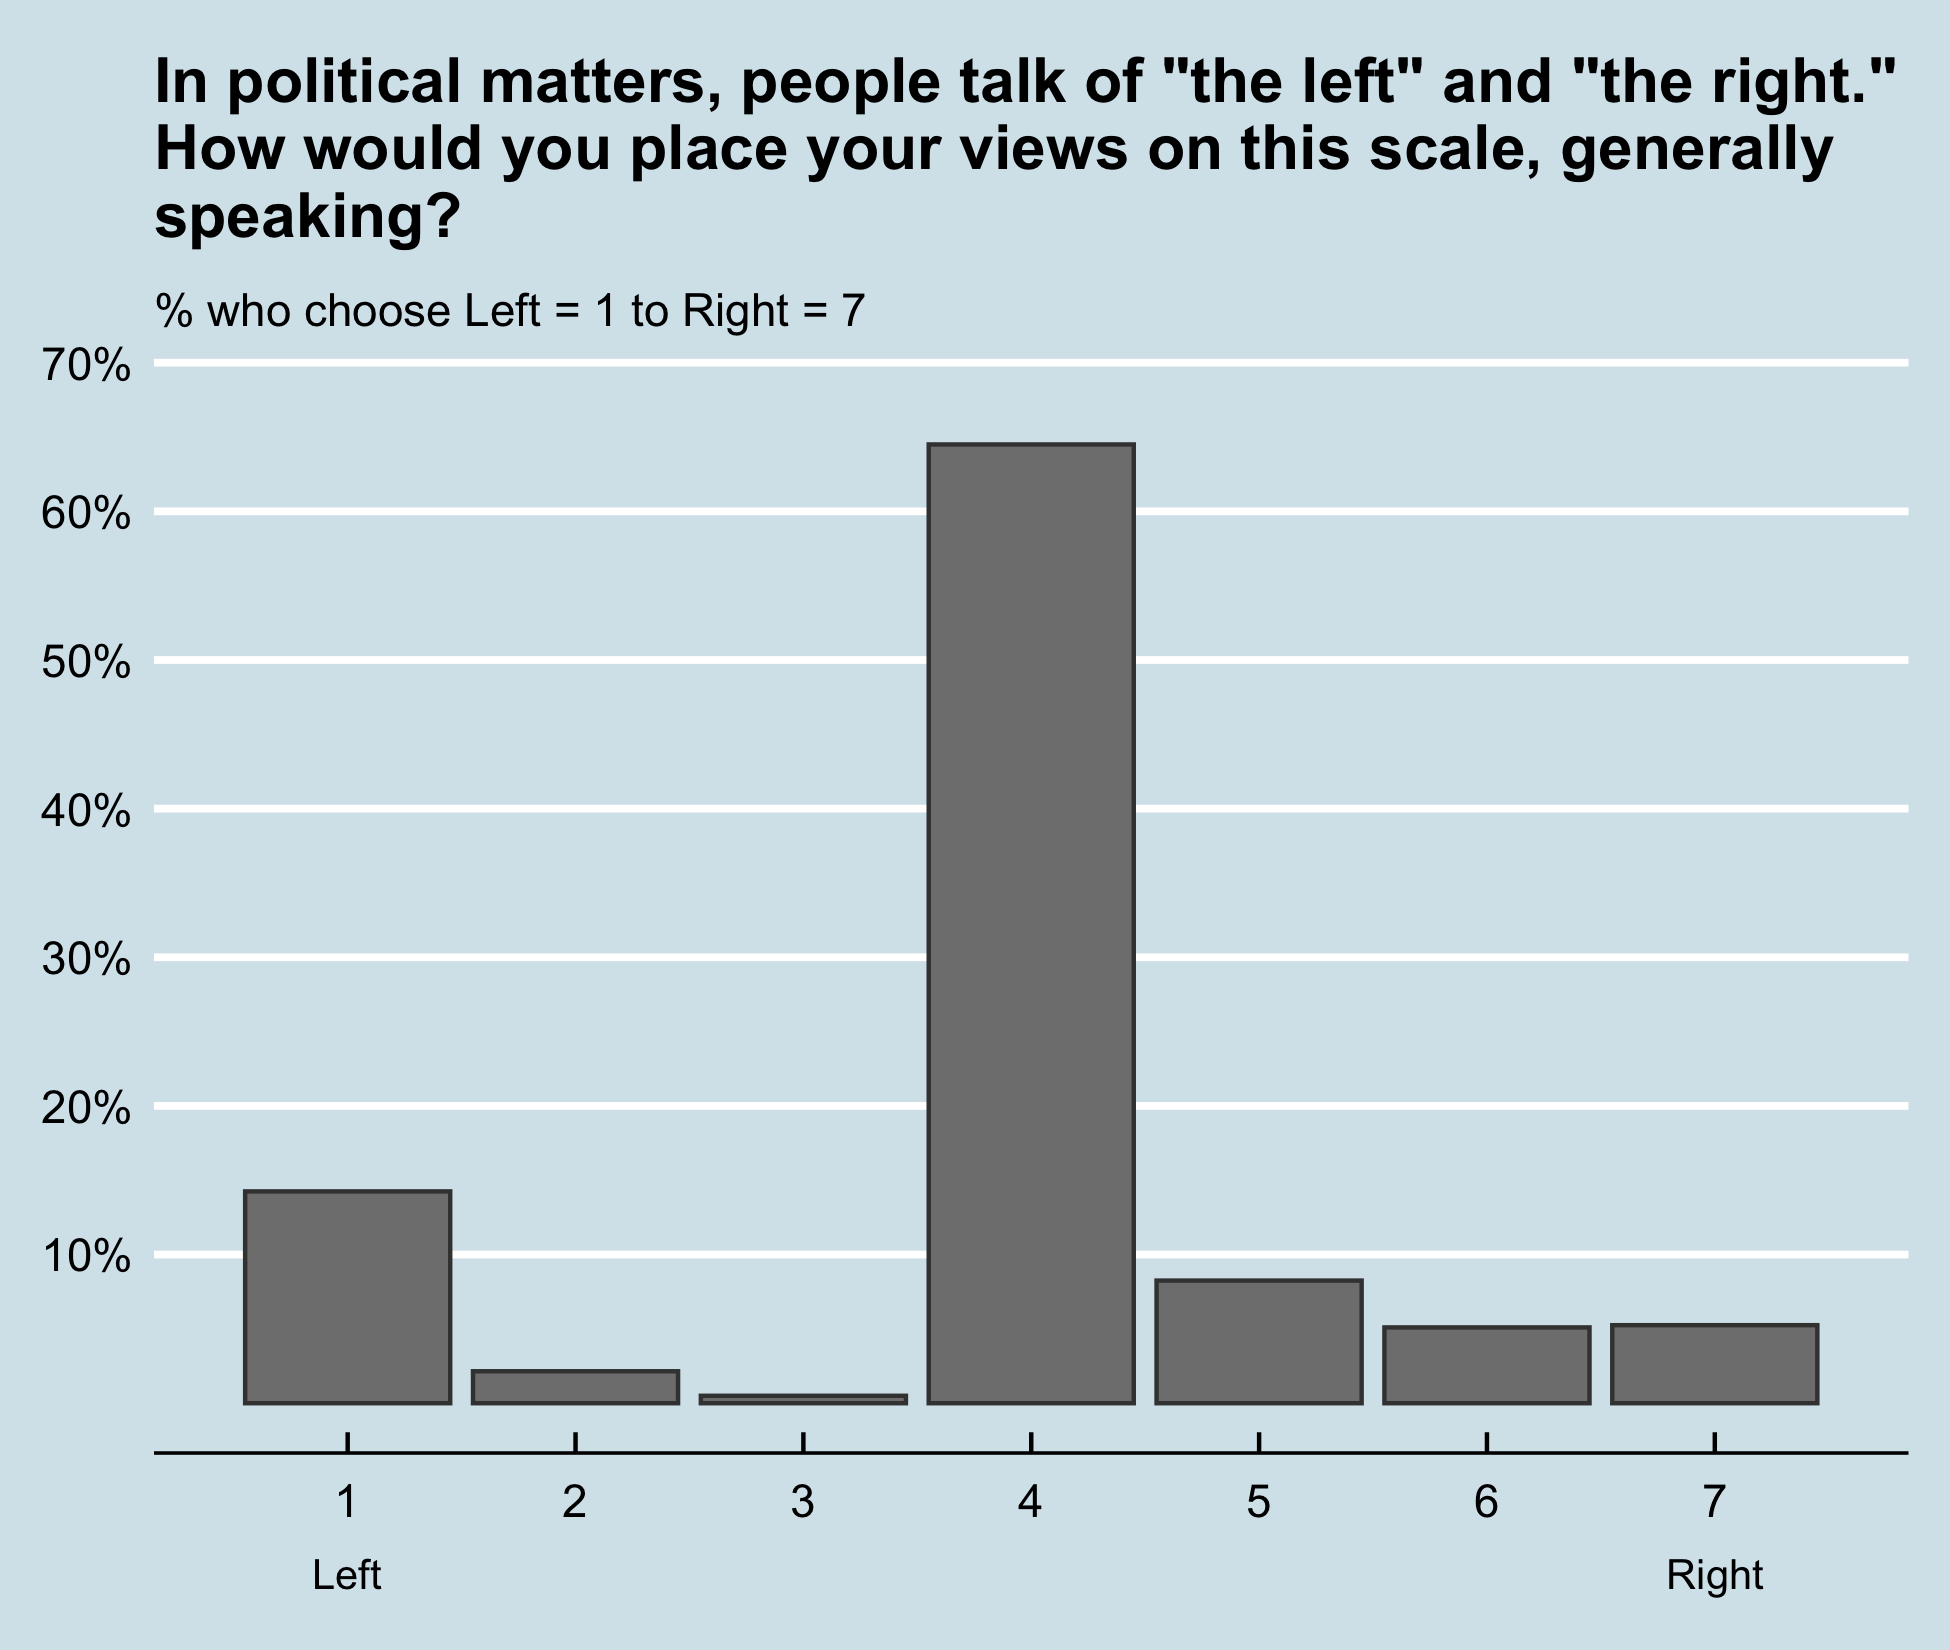 In political matters, people talk of "the left" and "the right."
How would you place your views on this scale, generally
speaking?
% who choose Left = 1 to Right = 7
70%
60%
50%
40%
30%
20%
10%
1 2 3 4 5 6 7
Left Right